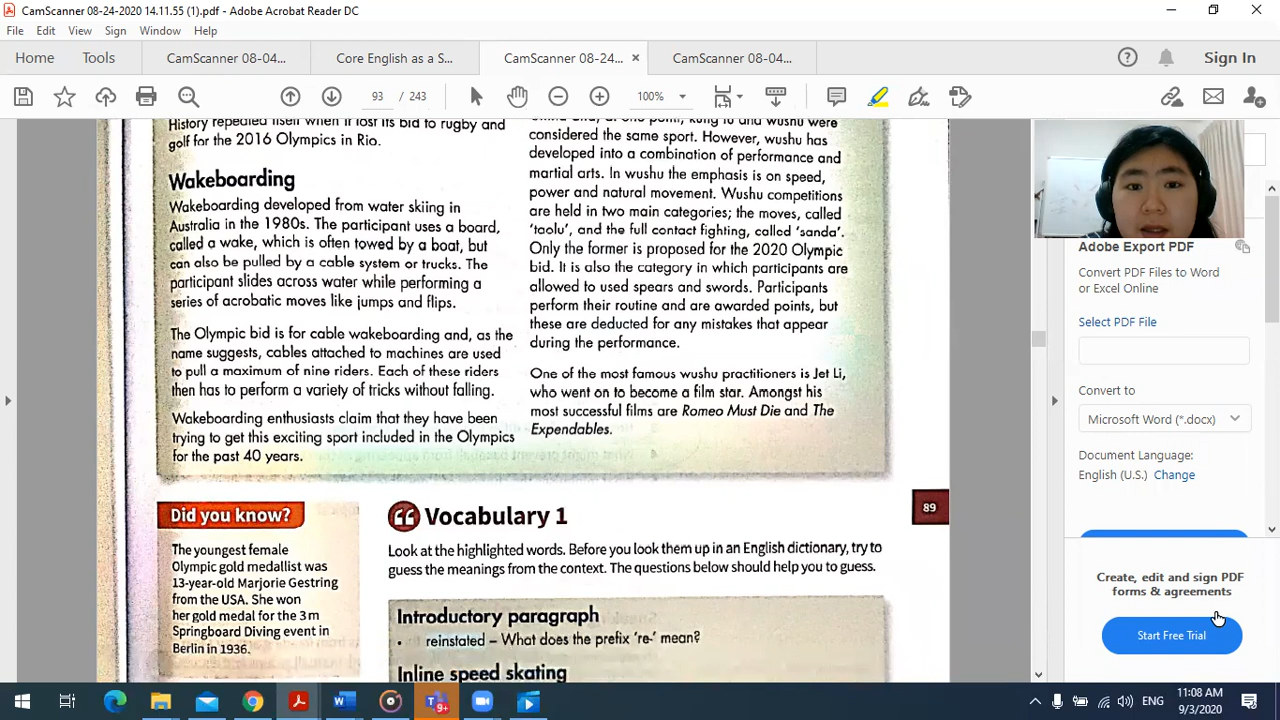 CamScanner 08-24-2020 14.11.55 (1).pdf - Adobe Acrobat Reader DC
File Edit View Sign Window Help
Home Tools CamScanner 08-04... Core English as a S... CamScanner 08-24... CamScanner 08-04... Sign In
93 / 243 100%
History repeated itself when it lost its bid to rugby and
golf for the 2016 Olympics in Rio.
Wakeboarding
Wakeboarding developed from water skiing in
Australia in the 1980s. The participant uses a board,
called a wake, which is often towed by a boat, but
can also be pulled by a cable system or trucks. The
participant slides across water while performing a
series of acrobatic moves like jumps and flips.
The Olympic bid is for cable wakeboarding and, as the
name suggests, cables attached to machines are used
to pull a maximum of nine riders. Each of these riders
then has to perform a variety of tricks without falling.
Wakeboarding enthusiasts claim that they have been
trying to get this exciting sport included in the Olympics
for the past 40 years.
at one point, kung fu and wushu were
considered the same sport. However, wushu has
developed into a combination of performance and
martial arts. In wushu the emphasis is on speed,
power and natural movement. Wushu competitions
are held in two main categories; the moves, called
'taolu', and the full contact fighting, called 'sanda'.
Only the former is proposed for the 2020 Olympic
bid. It is also the category in which participants are
allowed to used spears and swords. Participants
perform their routine and are awarded points, but
these are deducted for any mistakes that appear
during the performance.
One of the most famous wushu practitioners is Jet Li,
who went on to become a film star. Amongst his
most successful films are Romeo Must Die and The
Expendables.
89
Did you know?
The youngest female
Olympic gold medallist was
13-year-old Marjorie Gestring
from the USA. She won
her gold medal for the 3 m
Springboard Diving event in
Berlin in 1936.
Vocabulary 1
Look at the highlighted words. Before you look them up in an English dictionary, try to
guess the meanings from the context. The questions below should help you to guess.
Introductory paragraph
• reinstated – What does the prefix 're-' mean?
Inline speed skating
Adobe Export PDF
Convert PDF Files to Word
or Excel Online
Select PDF File
Convert to
Microsoft Word (*.docx)
Document Language:
English (U.S.) Change
Create, edit and sign PDF
forms & agreements
Start Free Trial
9+
ENG
11:08 AM
9/3/2020